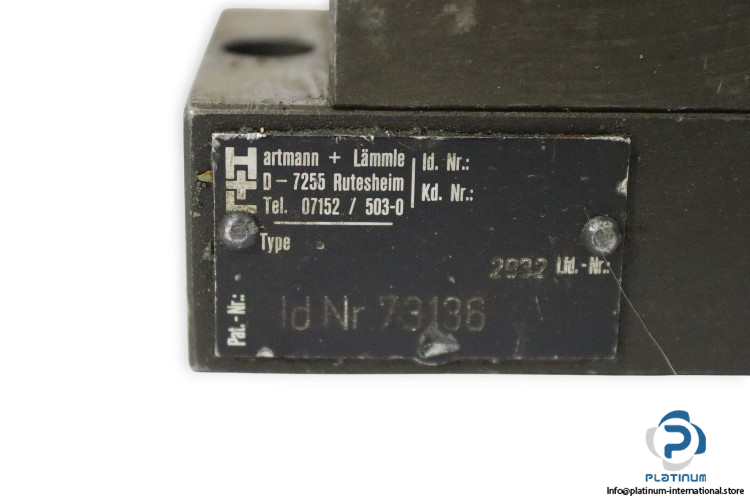 artmann + Lämmle
D - 7255 Rutesheim
Tel. 07152 / 503-0
Id. Nr.:
Kd. Nr.:
Type
Lfd.-Nr.:
Pat.-Nr.:
Id Nr 73136
PLATINUM
Info@platinum-international.store